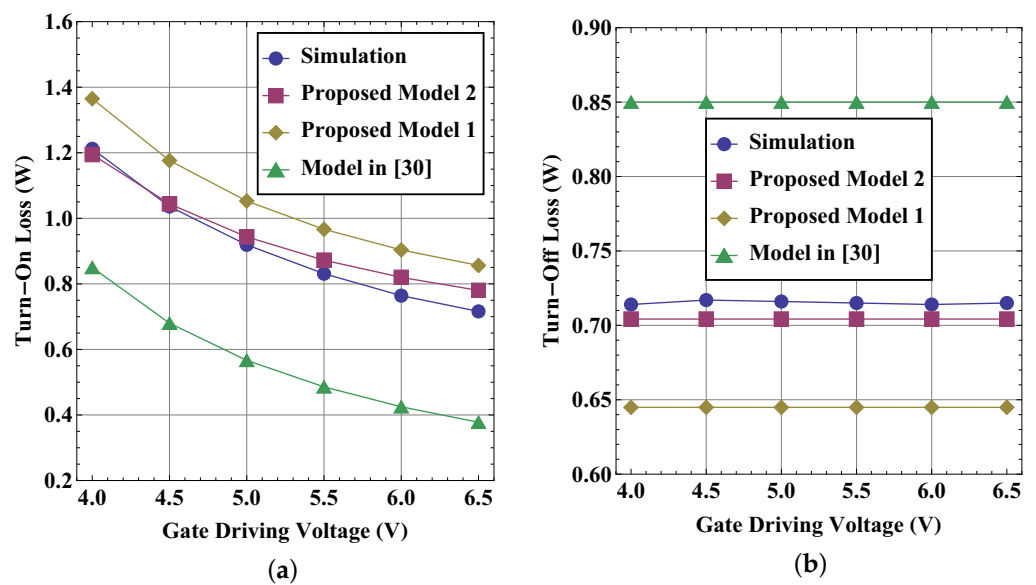 1.6
1.4
1.2
1.0
0.8
0.6
0.4
0.2
Turn−On Loss (W)
Simulation
Proposed Model 2
Proposed Model 1
Model in [30]
4.0 4.5 5.0 5.5 6.0 6.5
Gate Driving Voltage (V)
(a)
0.90
0.85
0.80
0.75
0.70
0.65
0.60
Turn−Off Loss (W)
Simulation
Proposed Model 2
Proposed Model 1
Model in [30]
4.0 4.5 5.0 5.5 6.0 6.5
Gate Driving Voltage (V)
(b)